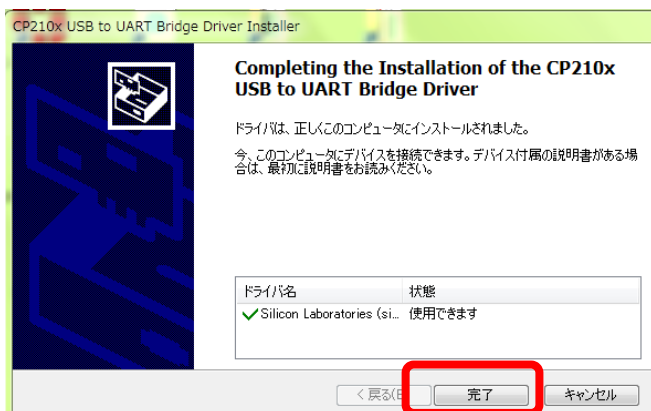 CP210x USB to UART Bridge Driver Installer
Completing the Installation of the CP210x
USB to UART Bridge Driver
ドライバは、正しくこのコンピュータにインストールされました。
今、このコンピュータにデバイスを接続できます。デバイス付属の説明書がある場
合は、最初に説明書をお読みください。
ドライバ名 状態
Silicon Laboratories (si... 使用できます
< 戻る(B 完了 キャンセル